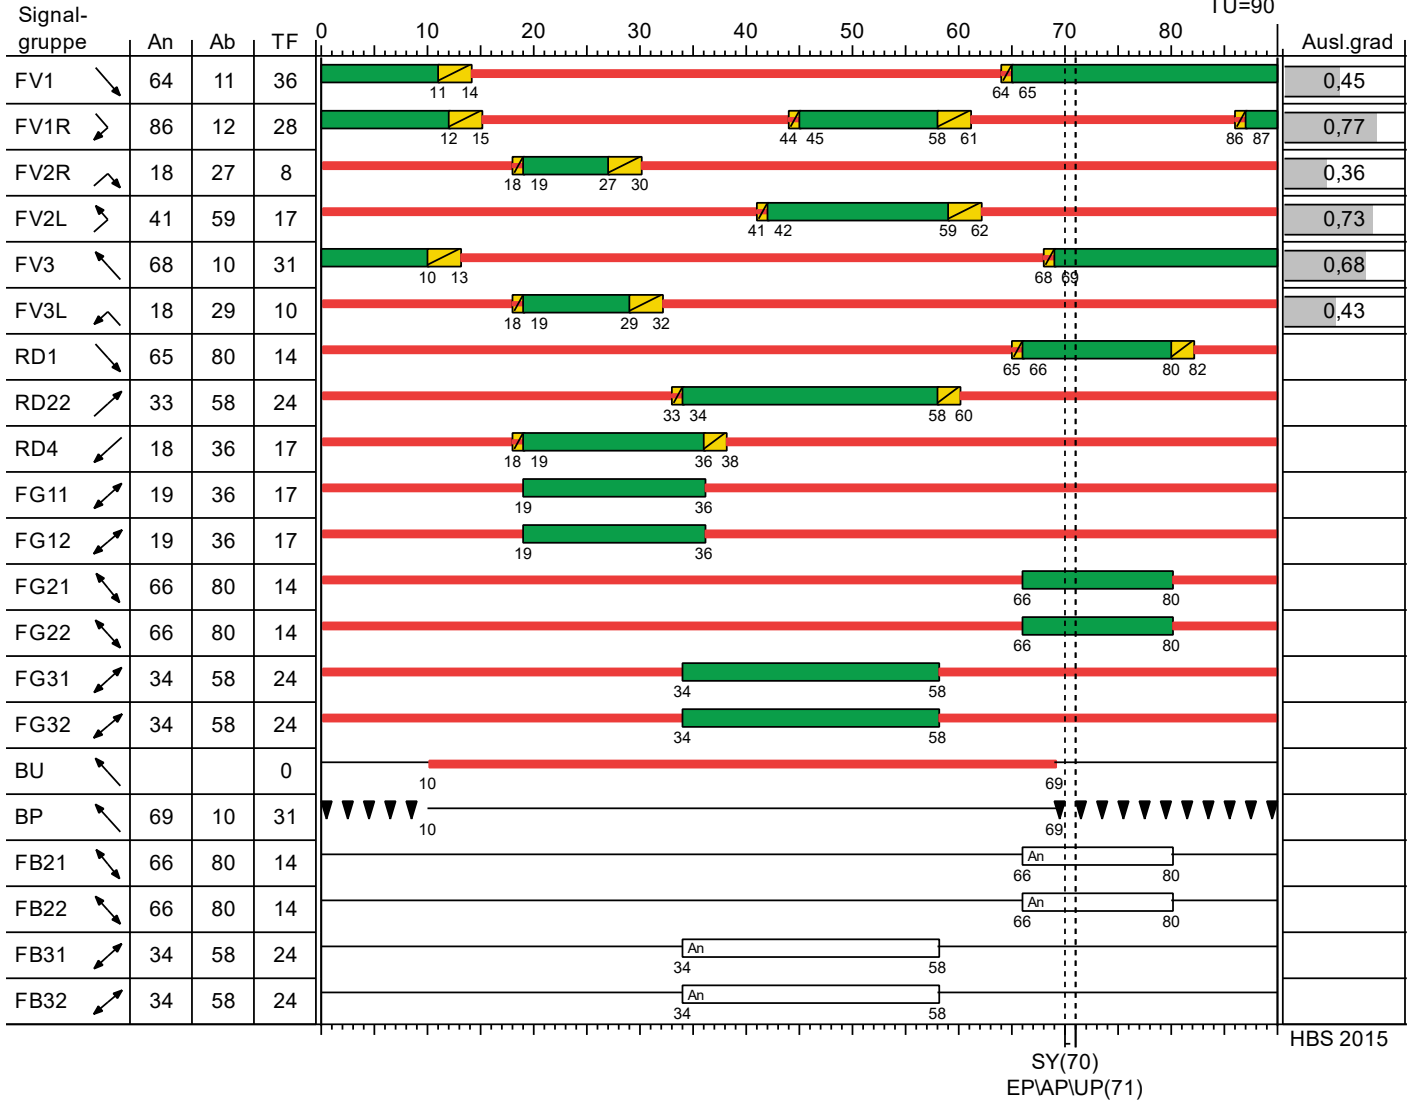 TU=90
Signal-
gruppe An Ab TF 0 10 20 30 40 50 60 70 80 Ausl.grad
FV1 64 11 36 11 14 64 65 0,45
FV1R 86 12 28 12 15 44 45 58 61 86 87 0,77
FV2R 18 27 8 18 19 27 30 0,36
FV2L 41 59 17 41 42 59 62 0,73
FV3 68 10 31 10 13 68 69 0,68
FV3L 18 29 10 18 19 29 32 0,43
RD1 65 80 14 65 66 80 82
RD22 33 58 24 33 34 58 60
RD4 18 36 17 18 19 36 38
FG11 19 36 17 19 36
FG12 19 36 17 19 36
FG21 66 80 14 66 80
FG22 66 80 14 66 80
FG31 34 58 24 34 58
FG32 34 58 24 34 58
BU 0 10 69
BP 69 10 31 10 69
FB21 66 80 14 An 66 80
FB22 66 80 14 An 66 80
FB31 34 58 24 An 34 58
FB32 34 58 24 An 34 58
HBS 2015
SY(70)
EP\AP\UP(71)